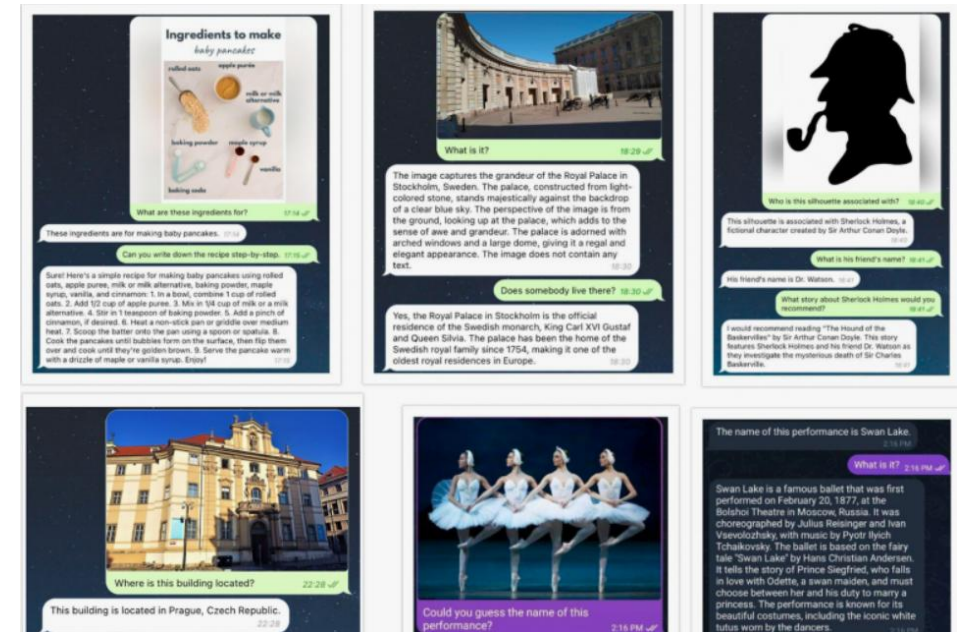 Ingredients to make
baby pancakes
rolled oats
apple purée
milk or milk
alternative
baking powder
maple syrup
vanilla
baking soda
What are these ingredients for? 17:14
These ingredients are for making baby pancakes. 17:14
Can you write down the recipe step-by-step. 17:15
Sure! Here's a simple recipe for making baby pancakes using rolled
oats, apple puree, milk or milk alternative, baking powder, maple
syrup, vanilla, and cinnamon: 1. In a bowl, combine 1 cup of rolled
oats. 2. Add 1/2 cup of apple puree. 3. Mix in 1/4 cup of milk or a milk
alternative. 4. Stir in 1 teaspoon of baking powder. 5. Add a pinch of
cinnamon, if desired. 6. Heat a non-stick pan or griddle over medium
heat. 7. Scoop the batter onto the pan using a spoon or spatula. 8.
Cook the pancakes until bubbles form on the surface, then flip them
over and cook until they're golden brown. 9. Serve the pancake warm
with a drizzle of maple or vanilla syrup. Enjoy!
What is it? 18:29
The image captures the grandeur of the Royal Palace in
Stockholm, Sweden. The palace, constructed from light-
colored stone, stands majestically against the backdrop
of a clear blue sky. The perspective of the image is from
the ground, looking up at the palace, which adds to the
sense of awe and grandeur. The palace is adorned with
arched windows and a large dome, giving it a regal and
elegant appearance. The image does not contain any
text. 18:30
Does somebody live there? 18:30
Yes, the Royal Palace in Stockholm is the official
residence of the Swedish monarch, King Carl XVI Gustaf
and Queen Silvia. The palace has been the home of the
Swedish royal family since 1754, making it one of the
oldest royal residences in Europe. 18:30
Who is this silhouette associated with? 18:40
This silhouette is associated with Sherlock Holmes, a
fictional character created by Sir Arthur Conan Doyle.
18:40
What is his friend's name? 18:41
His friend's name is Dr. Watson. 18:41
What story about Sherlock Holmes would you
recommend? 18:41
I would recommend reading "The Hound of the
Baskervilles" by Sir Arthur Conan Doyle. This story
features Sherlock Holmes and his friend Dr. Watson as
they investigate the mysterious death of Sir Charles
Baskerville. 18:41
Where is this building located? 22:28
This building is located in Prague, Czech Republic.
22:28
Could you guess the name of this
performance? 2:16 PM
The name of this performance is Swan Lake.
2:16 PM
What is it? 2:16 PM
Swan Lake is a famous ballet that was first
performed on February 20, 1877, at the
Bolshoi Theatre in Moscow, Russia. It was
choreographed by Julius Reisinger and Ivan
Vsevolozhsky, with music by Pyotr Ilyich
Tchaikovsky. The ballet is based on the fairy
tale "Swan Lake" by Hans Christian Andersen.
It tells the story of Prince Siegfried, who falls
in love with Odette, a swan maiden, and must
choose between her and his duty to marry a
princess. The performance is known for its
beautiful costumes, including the iconic white
tutus worn by the dancers. 2:16 PM